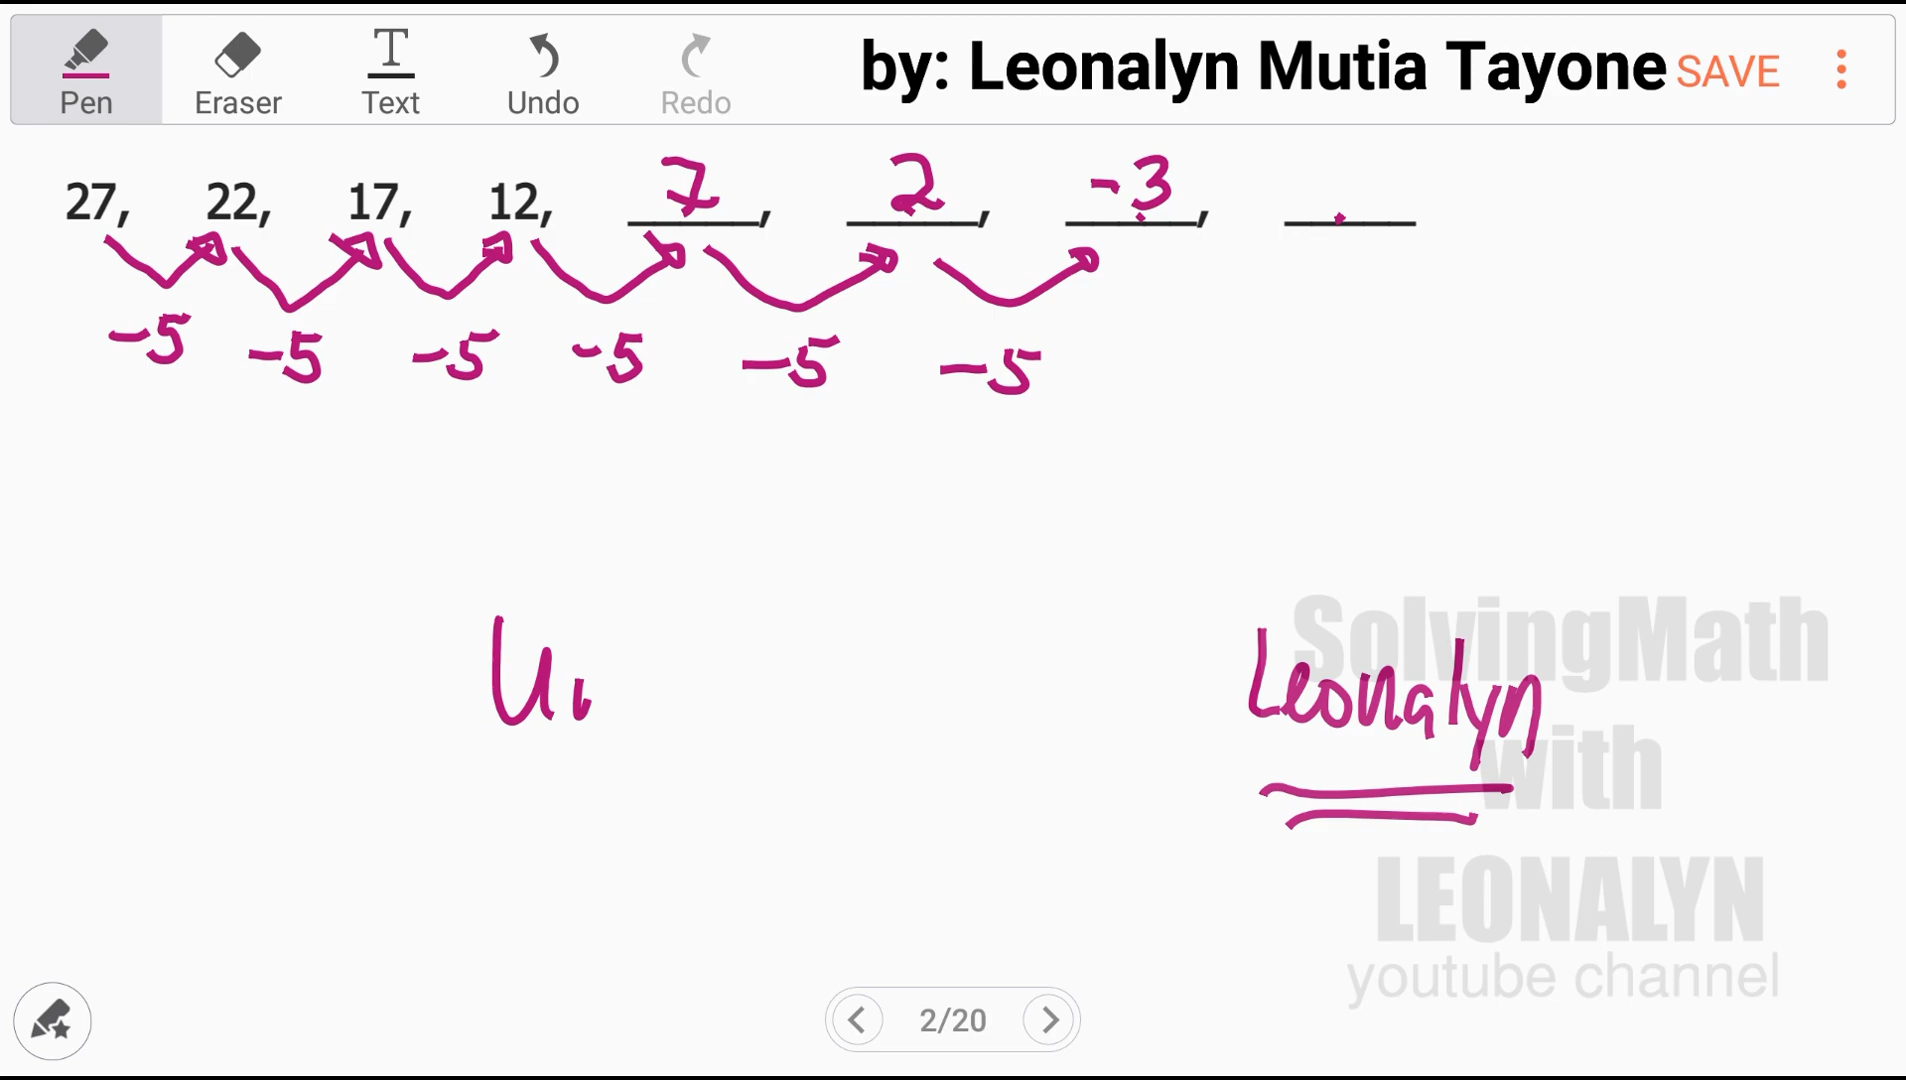 Pen Eraser Text Undo Redo by: Leonalyn Mutia Tayone SAVE
27, 22, 17, 12, 7, 2, -3, _____
-5 -5 -5 -5 -5 -5
SolvingMath
Leonalyn
with
LEONALYN
youtube channel
2/20